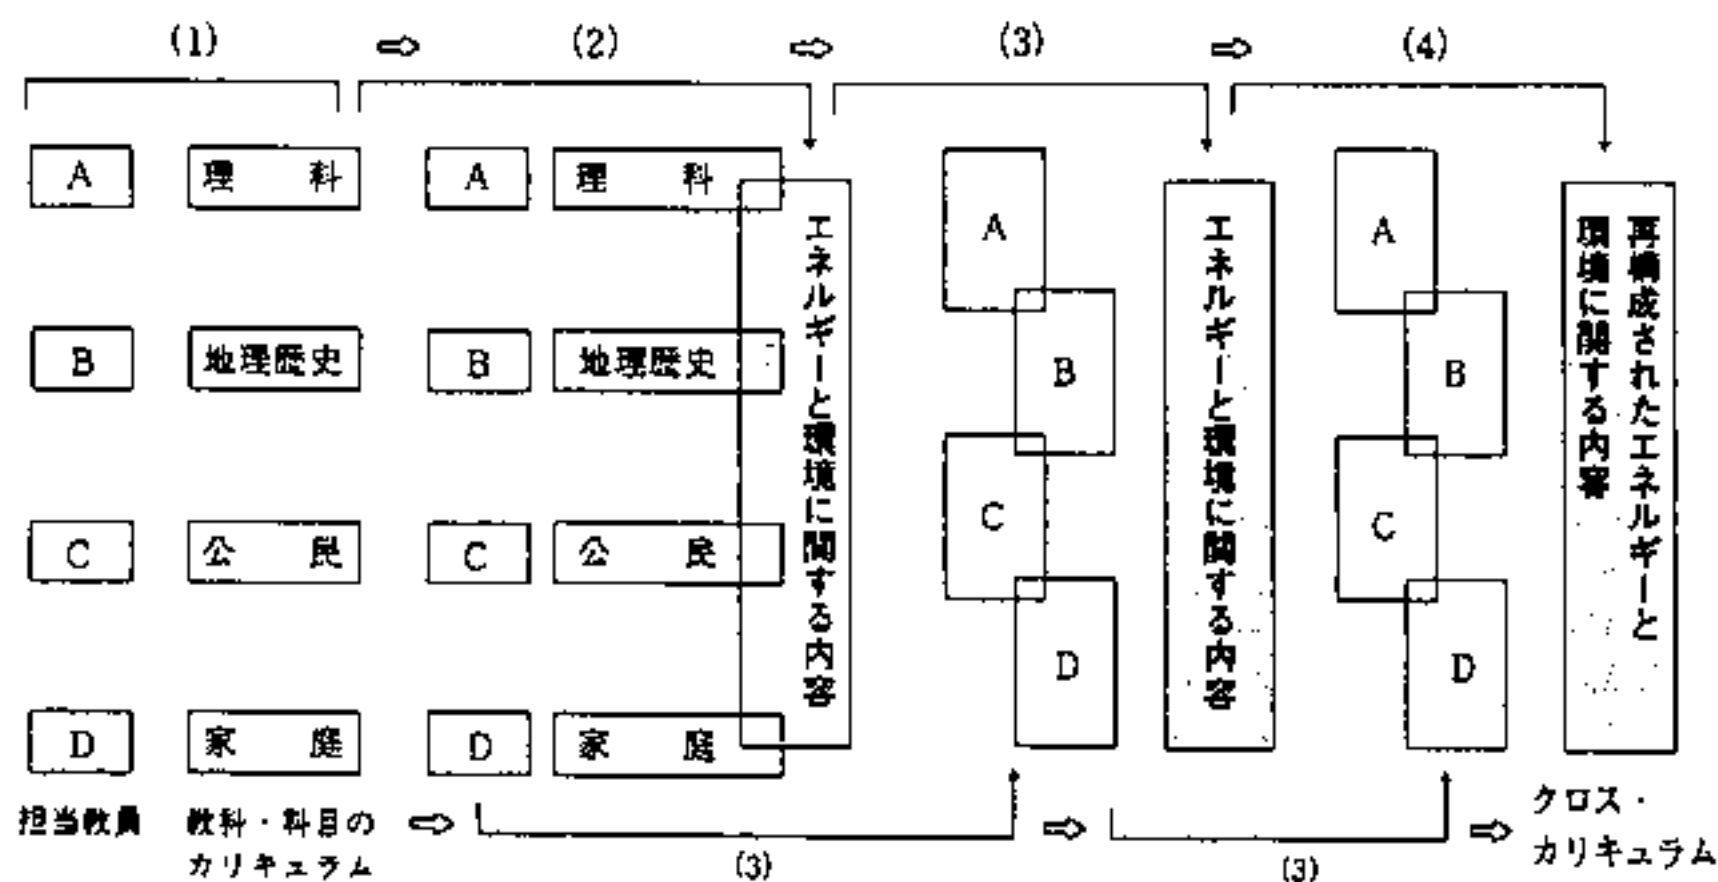 (1) ⇨ (2) ⇨ (3) ⇨ (4)
A 理科 A 理科
B 地理歴史 B 地理歴史
C 公民 C 公民
D 家庭 D 家庭
エネルギーと環境に関する内容
A
B
C
D
エネルギーと環境に関する内容
A
B
C
D
再構成されたエネルギーと
環境に関する内容
担当教員
教科・科目の
カリキュラム
⇨ (3) ⇨ (3) ⇨
クロス・
カリキュラム